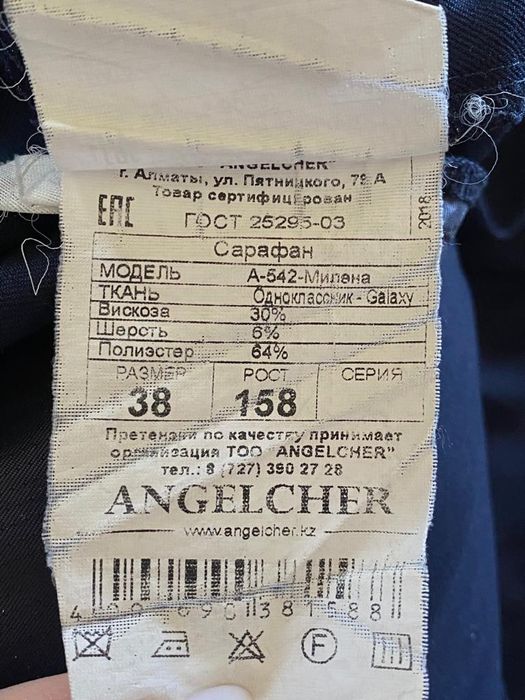 ТОО "ANGELCHER"
г. Алматы, ул. Пятницкого, 79 А
Товар сертифицирован
ЕАС ГОСТ 25295-03
2018
Сарафан
МОДЕЛЬ А-542-Милана
ТКАНЬ Одноклассник - Galaxy
Вискоза 30%
Шерсть 6%
Полиэстер 64%
РАЗМЕР РОСТ СЕРИЯ
38 158
Претензии по качеству принимает
организация ТОО "ANGELCHER"
тел.: 8 (727) 390 27 28
ANGELCHER
www.angelcher.kz
F